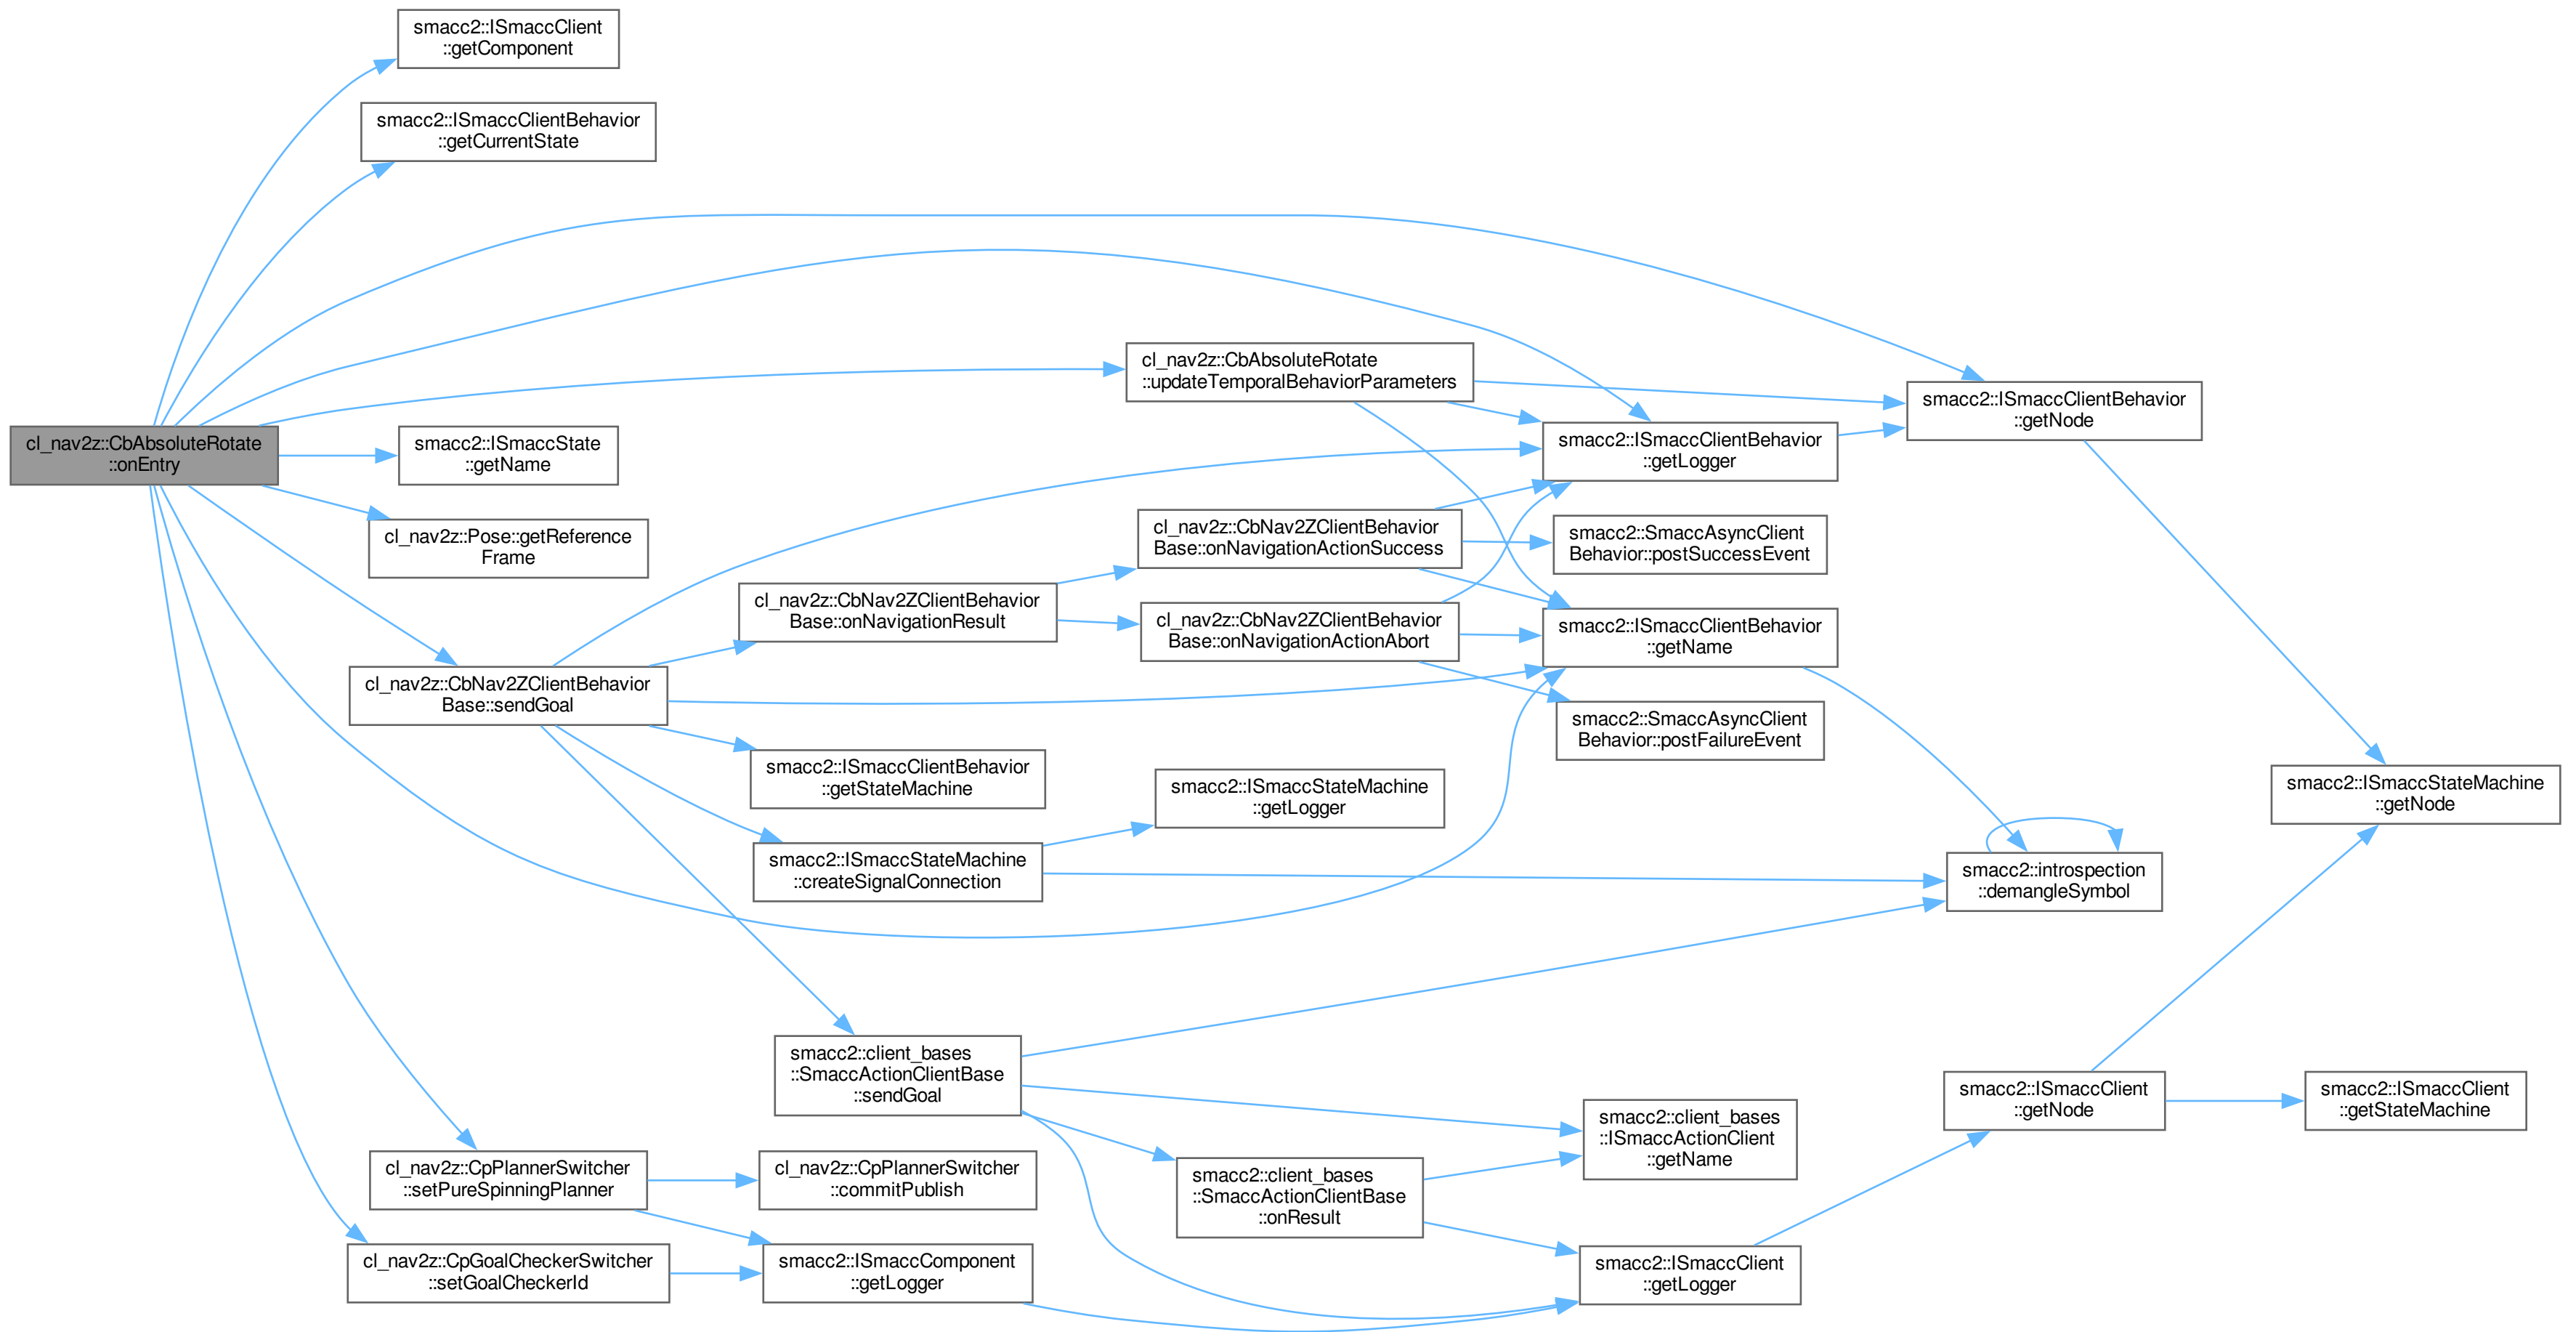 smacc2::ISmaccClient
::getComponent
smacc2::ISmaccClientBehavior
::getCurrentState
cl_nav2z::CbAbsoluteRotate
::updateTemporalBehaviorParameters
smacc2::ISmaccClientBehavior
::getNode
cl_nav2z::CbAbsoluteRotate
::onEntry
smacc2::ISmaccState
::getName
smacc2::ISmaccClientBehavior
::getLogger
cl_nav2z::Pose::getReference
Frame
cl_nav2z::CbNav2ZClientBehavior
Base::onNavigationActionSuccess
smacc2::SmaccAsyncClient
Behavior::postSuccessEvent
cl_nav2z::CbNav2ZClientBehavior
Base::onNavigationResult
cl_nav2z::CbNav2ZClientBehavior
Base::onNavigationActionAbort
smacc2::ISmaccClientBehavior
::getName
cl_nav2z::CbNav2ZClientBehavior
Base::sendGoal
smacc2::SmaccAsyncClient
Behavior::postFailureEvent
smacc2::ISmaccClientBehavior
::getStateMachine
smacc2::ISmaccStateMachine
::getLogger
smacc2::ISmaccStateMachine
::getNode
smacc2::ISmaccStateMachine
::createSignalConnection
smacc2::introspection
::demangleSymbol
smacc2::client_bases
::SmaccActionClientBase
::sendGoal
smacc2::client_bases
::ISmaccActionClient
::getName
smacc2::ISmaccClient
::getNode
smacc2::ISmaccClient
::getStateMachine
cl_nav2z::CpPlannerSwitcher
::setPureSpinningPlanner
cl_nav2z::CpPlannerSwitcher
::commitPublish
smacc2::client_bases
::SmaccActionClientBase
::onResult
cl_nav2z::CpGoalCheckerSwitcher
::setGoalCheckerId
smacc2::ISmaccComponent
::getLogger
smacc2::ISmaccClient
::getLogger